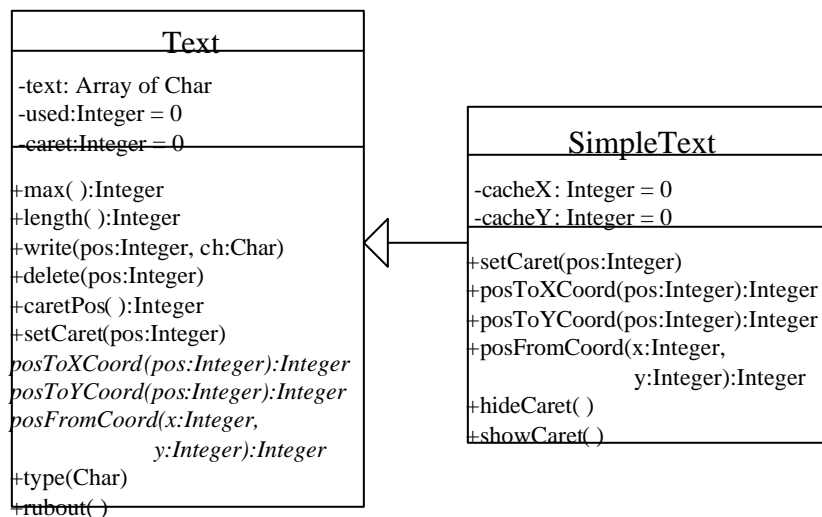 Text
-text: Array of Char
-used:Integer = 0
-caret:Integer = 0
+max( ):Integer
+length( ):Integer
+write(pos:Integer, ch:Char)
+delete(pos:Integer)
+caretPos( ):Integer
+setCaret(pos:Integer)
posToXCoord(pos:Integer):Integer
posToYCoord(pos:Integer):Integer
posFromCoord(x:Integer,
y:Integer):Integer
+type(Char)
+rubout( )
SimpleText
-cacheX: Integer = 0
-cacheY: Integer = 0
+setCaret(pos:Integer)
+posToXCoord(pos:Integer):Integer
+posToYCoord(pos:Integer):Integer
+posFromCoord(x:Integer,
y:Integer):Integer
+hideCaret( )
+showCaret( )